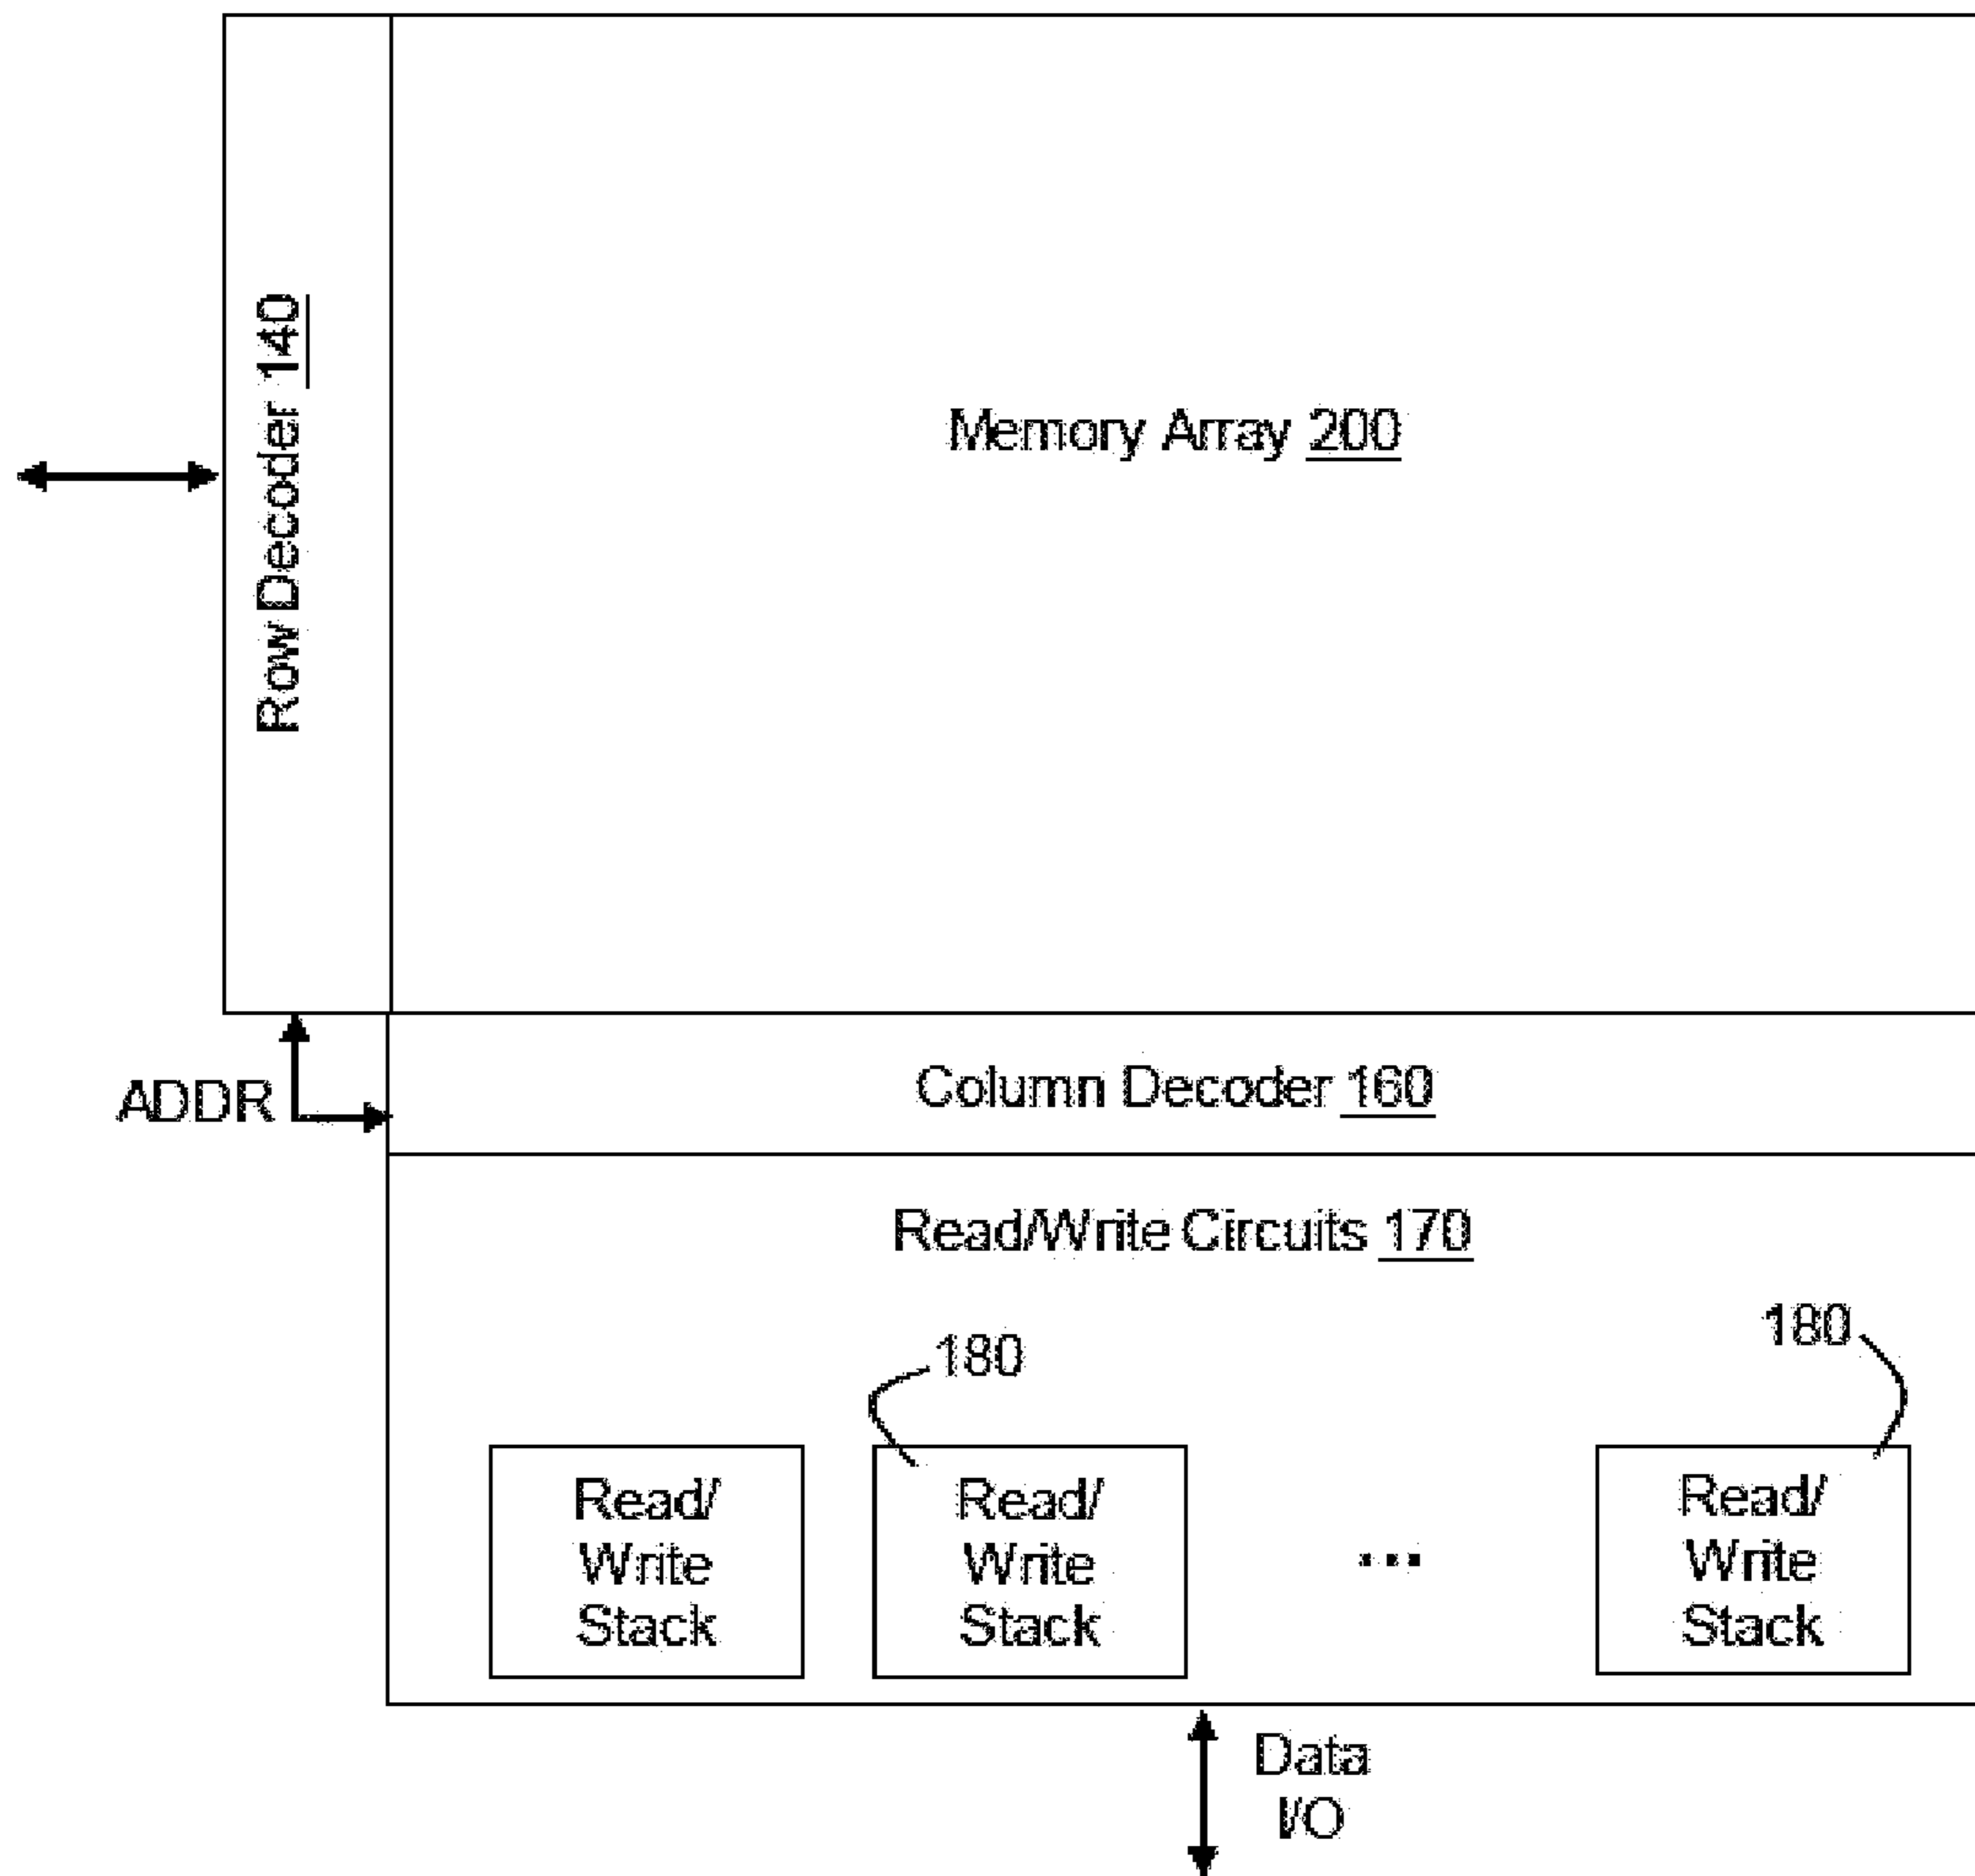 Row Decoder 140
Memory Array 200
ADDR
Column Decoder 160
Read/Write Circuits 170
180
180
Read/
Write
Stack
Read/
Write
Stack
...
Read/
Write
Stack
Data
I/O